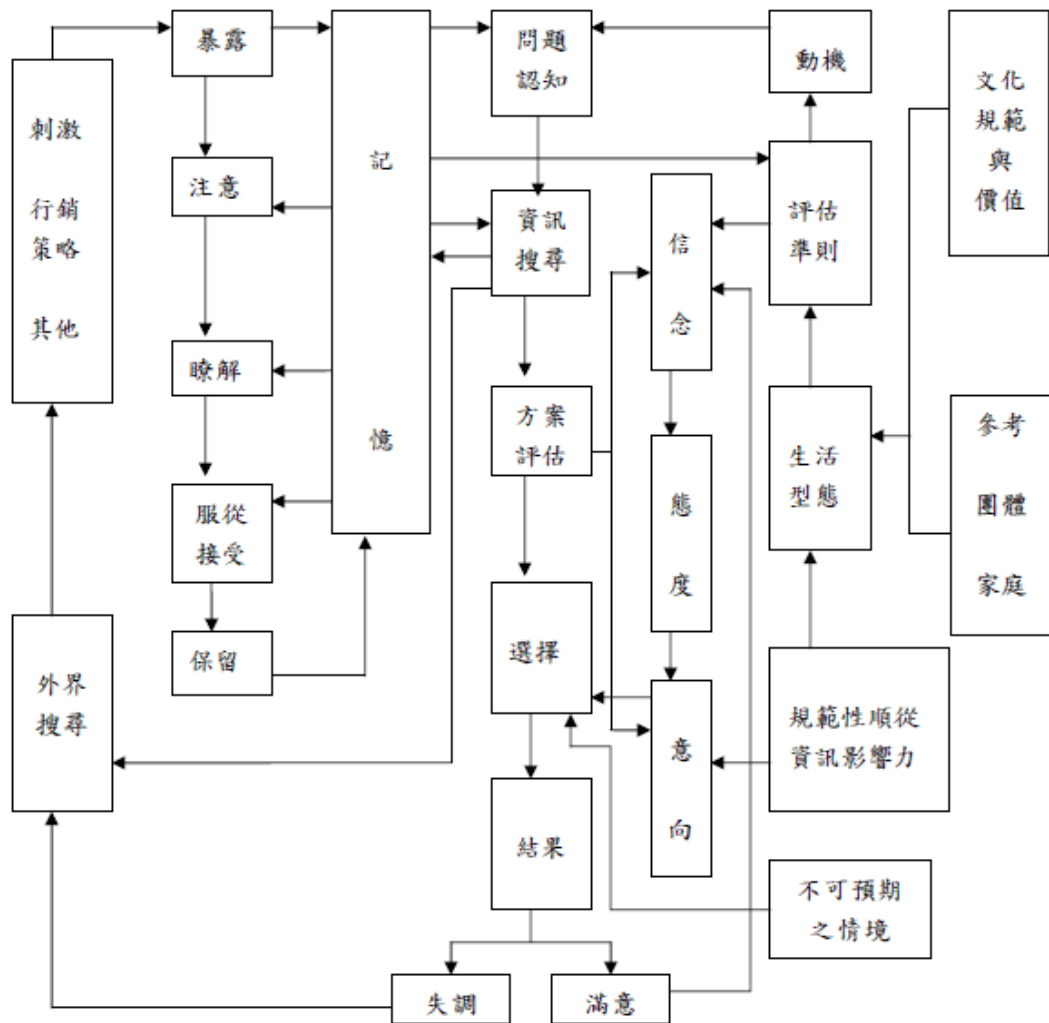 刺激
行銷
策略
其他
外界
搜尋
暴露
注意
瞭解
服從
接受
保留
記
憶
問題
認知
資訊
搜尋
方案
評估
選擇
結果
失調
滿意
信
念
態
度
意
向
動機
評估
準則
生活
型態
規範性順從
資訊影響力
不可預期
之情境
文化
規範
與
價值
參考
團體
家庭